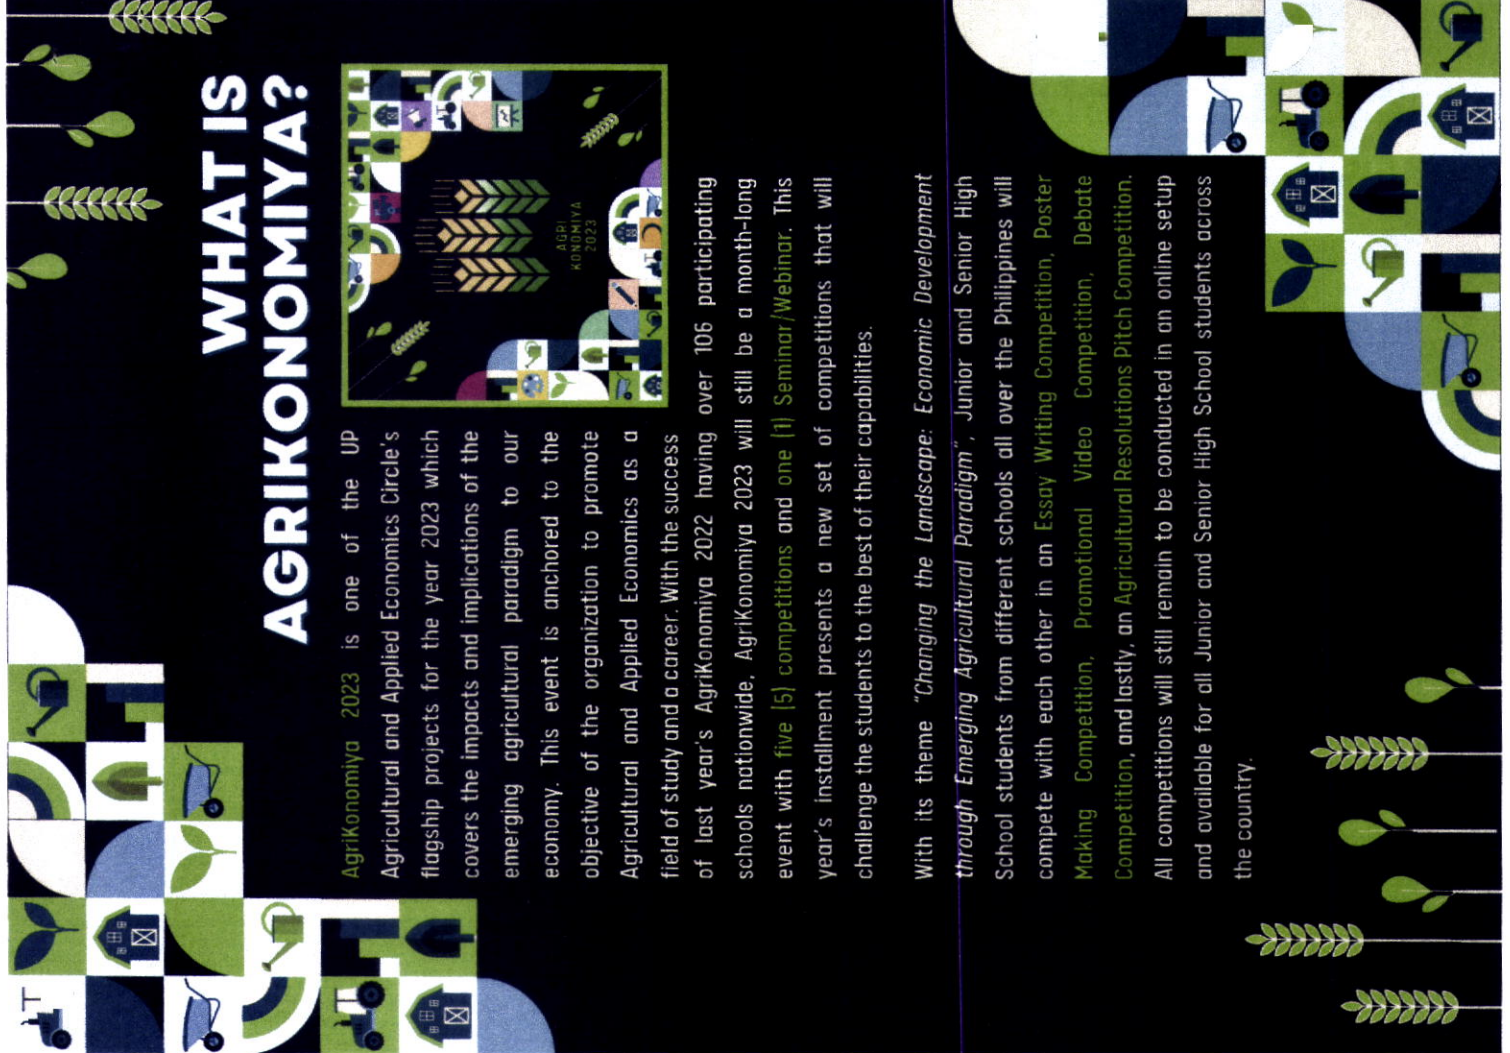 WHAT IS
AGRIKONOMIYA?
AgriKonomiya 2023 is one of the UP
Agricultural and Applied Economics Circle's
flagship projects for the year 2023 which
covers the impacts and implications of the
emerging agricultural paradigm to our
economy. This event is anchored to the
objective of the organization to promote
Agricultural and Applied Economics as a
field of study and a career. With the success
of last year's AgriKonomiya 2022 having over 106 participating
schools nationwide, AgriKonomiya 2023 will still be a month-long
event with five (5) competitions and one (1) Seminar/Webinar. This
year's installment presents a new set of competitions that will
challenge the students to the best of their capabilities.
AGRI
KONOMIYA
2023
With its theme "Changing the Landscape: Economic Development
through Emerging Agricultural Paradigm", Junior and Senior High
School students from different schools all over the Philippines will
compete with each other in an Essay Writing Competition, Poster
Making Competition, Promotional Video Competition, Debate
Competition, and lastly, an Agricultural Resolutions Pitch Competition.
All competitions will still remain to be conducted in an online setup
and available for all Junior and Senior High School students across
the country.